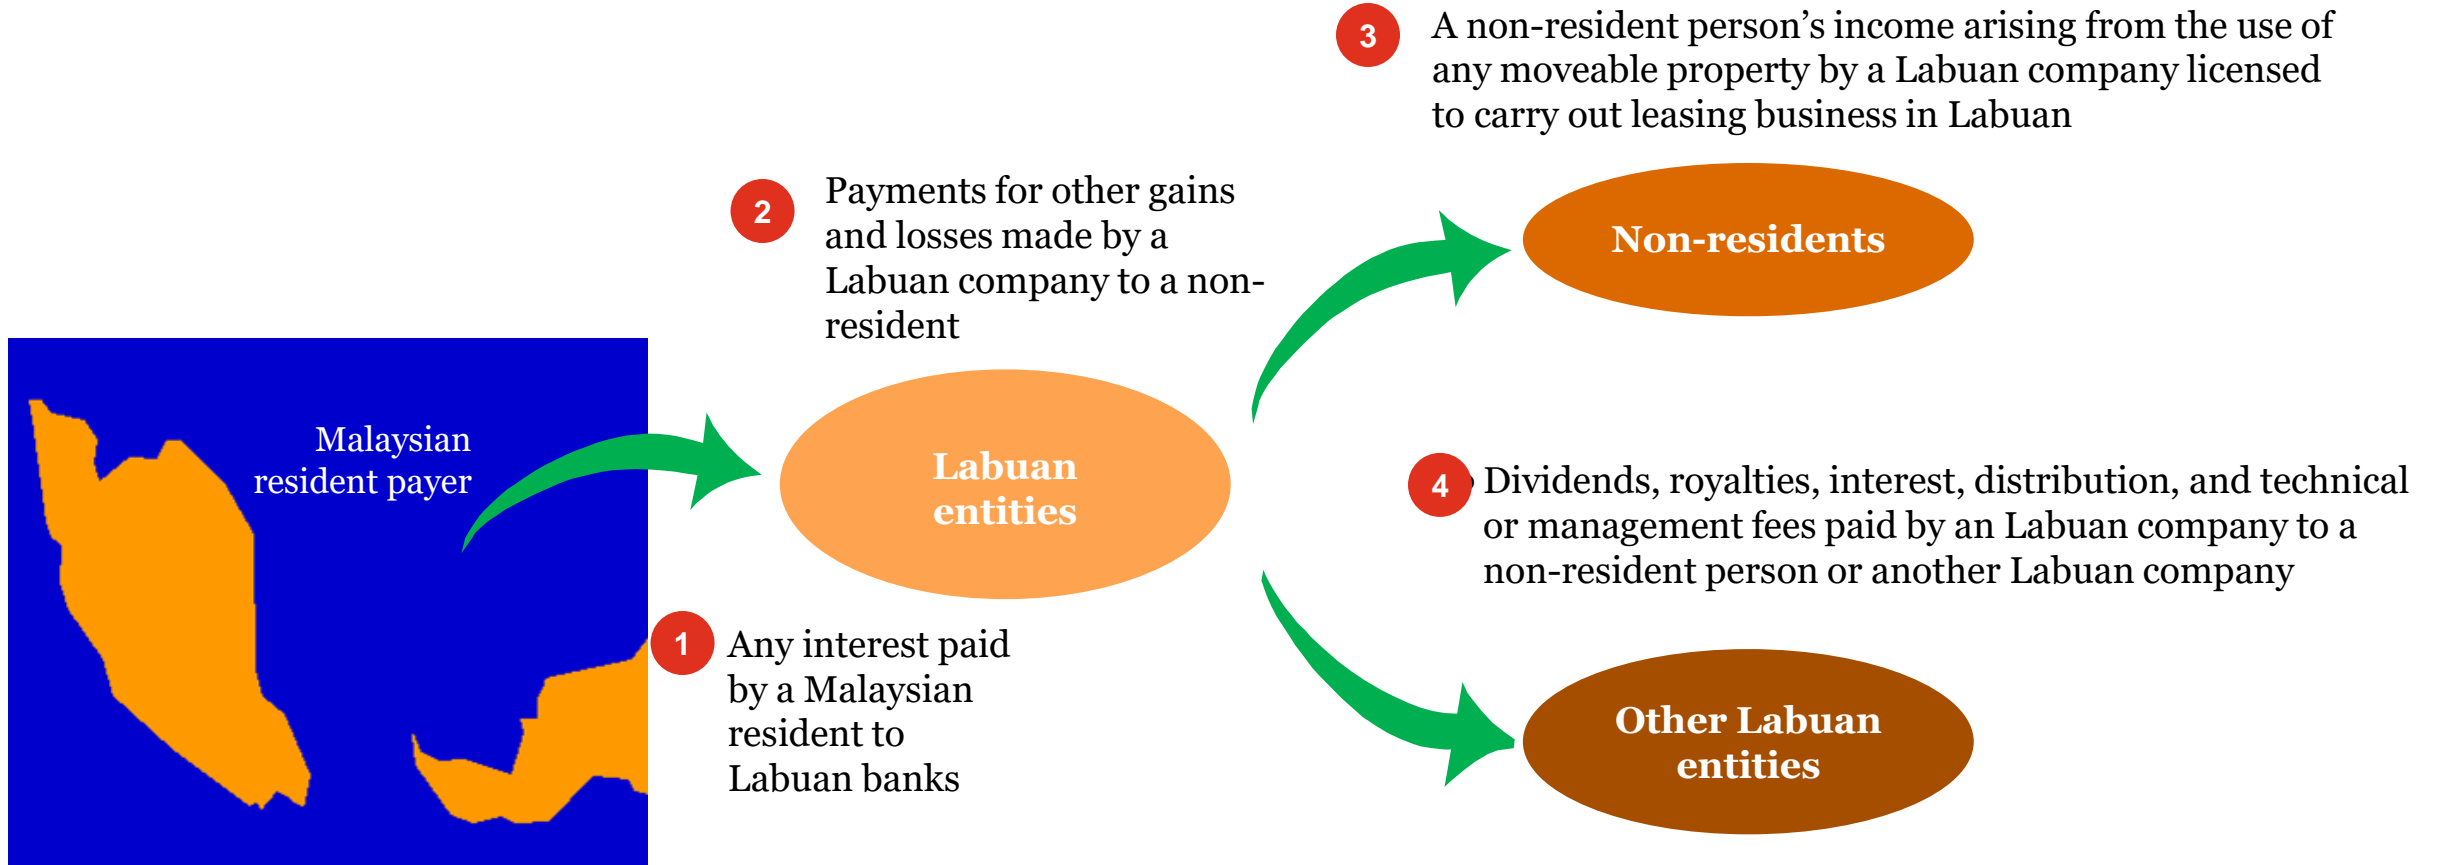 3
A non-resident person’s income arising from the use of
any moveable property by a Labuan company licensed
to carry out leasing business in Labuan
2
Payments for other gains
and losses made by a
Labuan company to a non-
resident
Non-residents
Malaysian
resident payer
Labuan
entities
4
Dividends, royalties, interest, distribution, and technical
or management fees paid by an Labuan company to a
non-resident person or another Labuan company
1
Any interest paid
by a Malaysian
resident to
Labuan banks
Other Labuan
entities